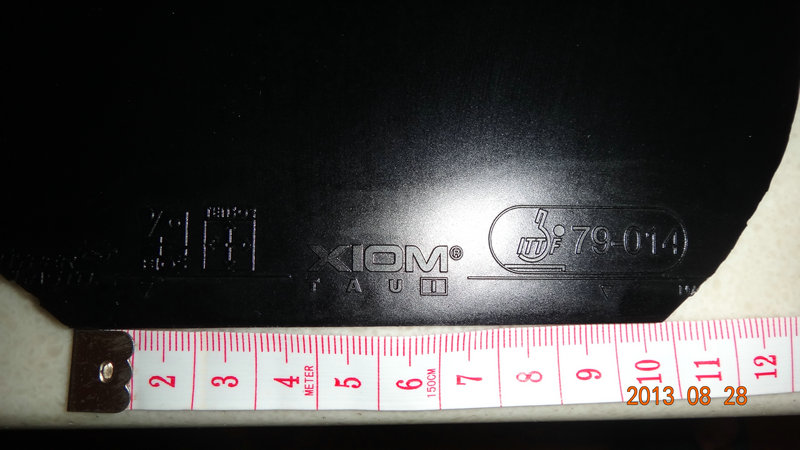 XIOM®
TAU I
ITTF 79-014
2 3 4 METER 5 6 150CM 7 8 9 10 11 12
2013 08 28